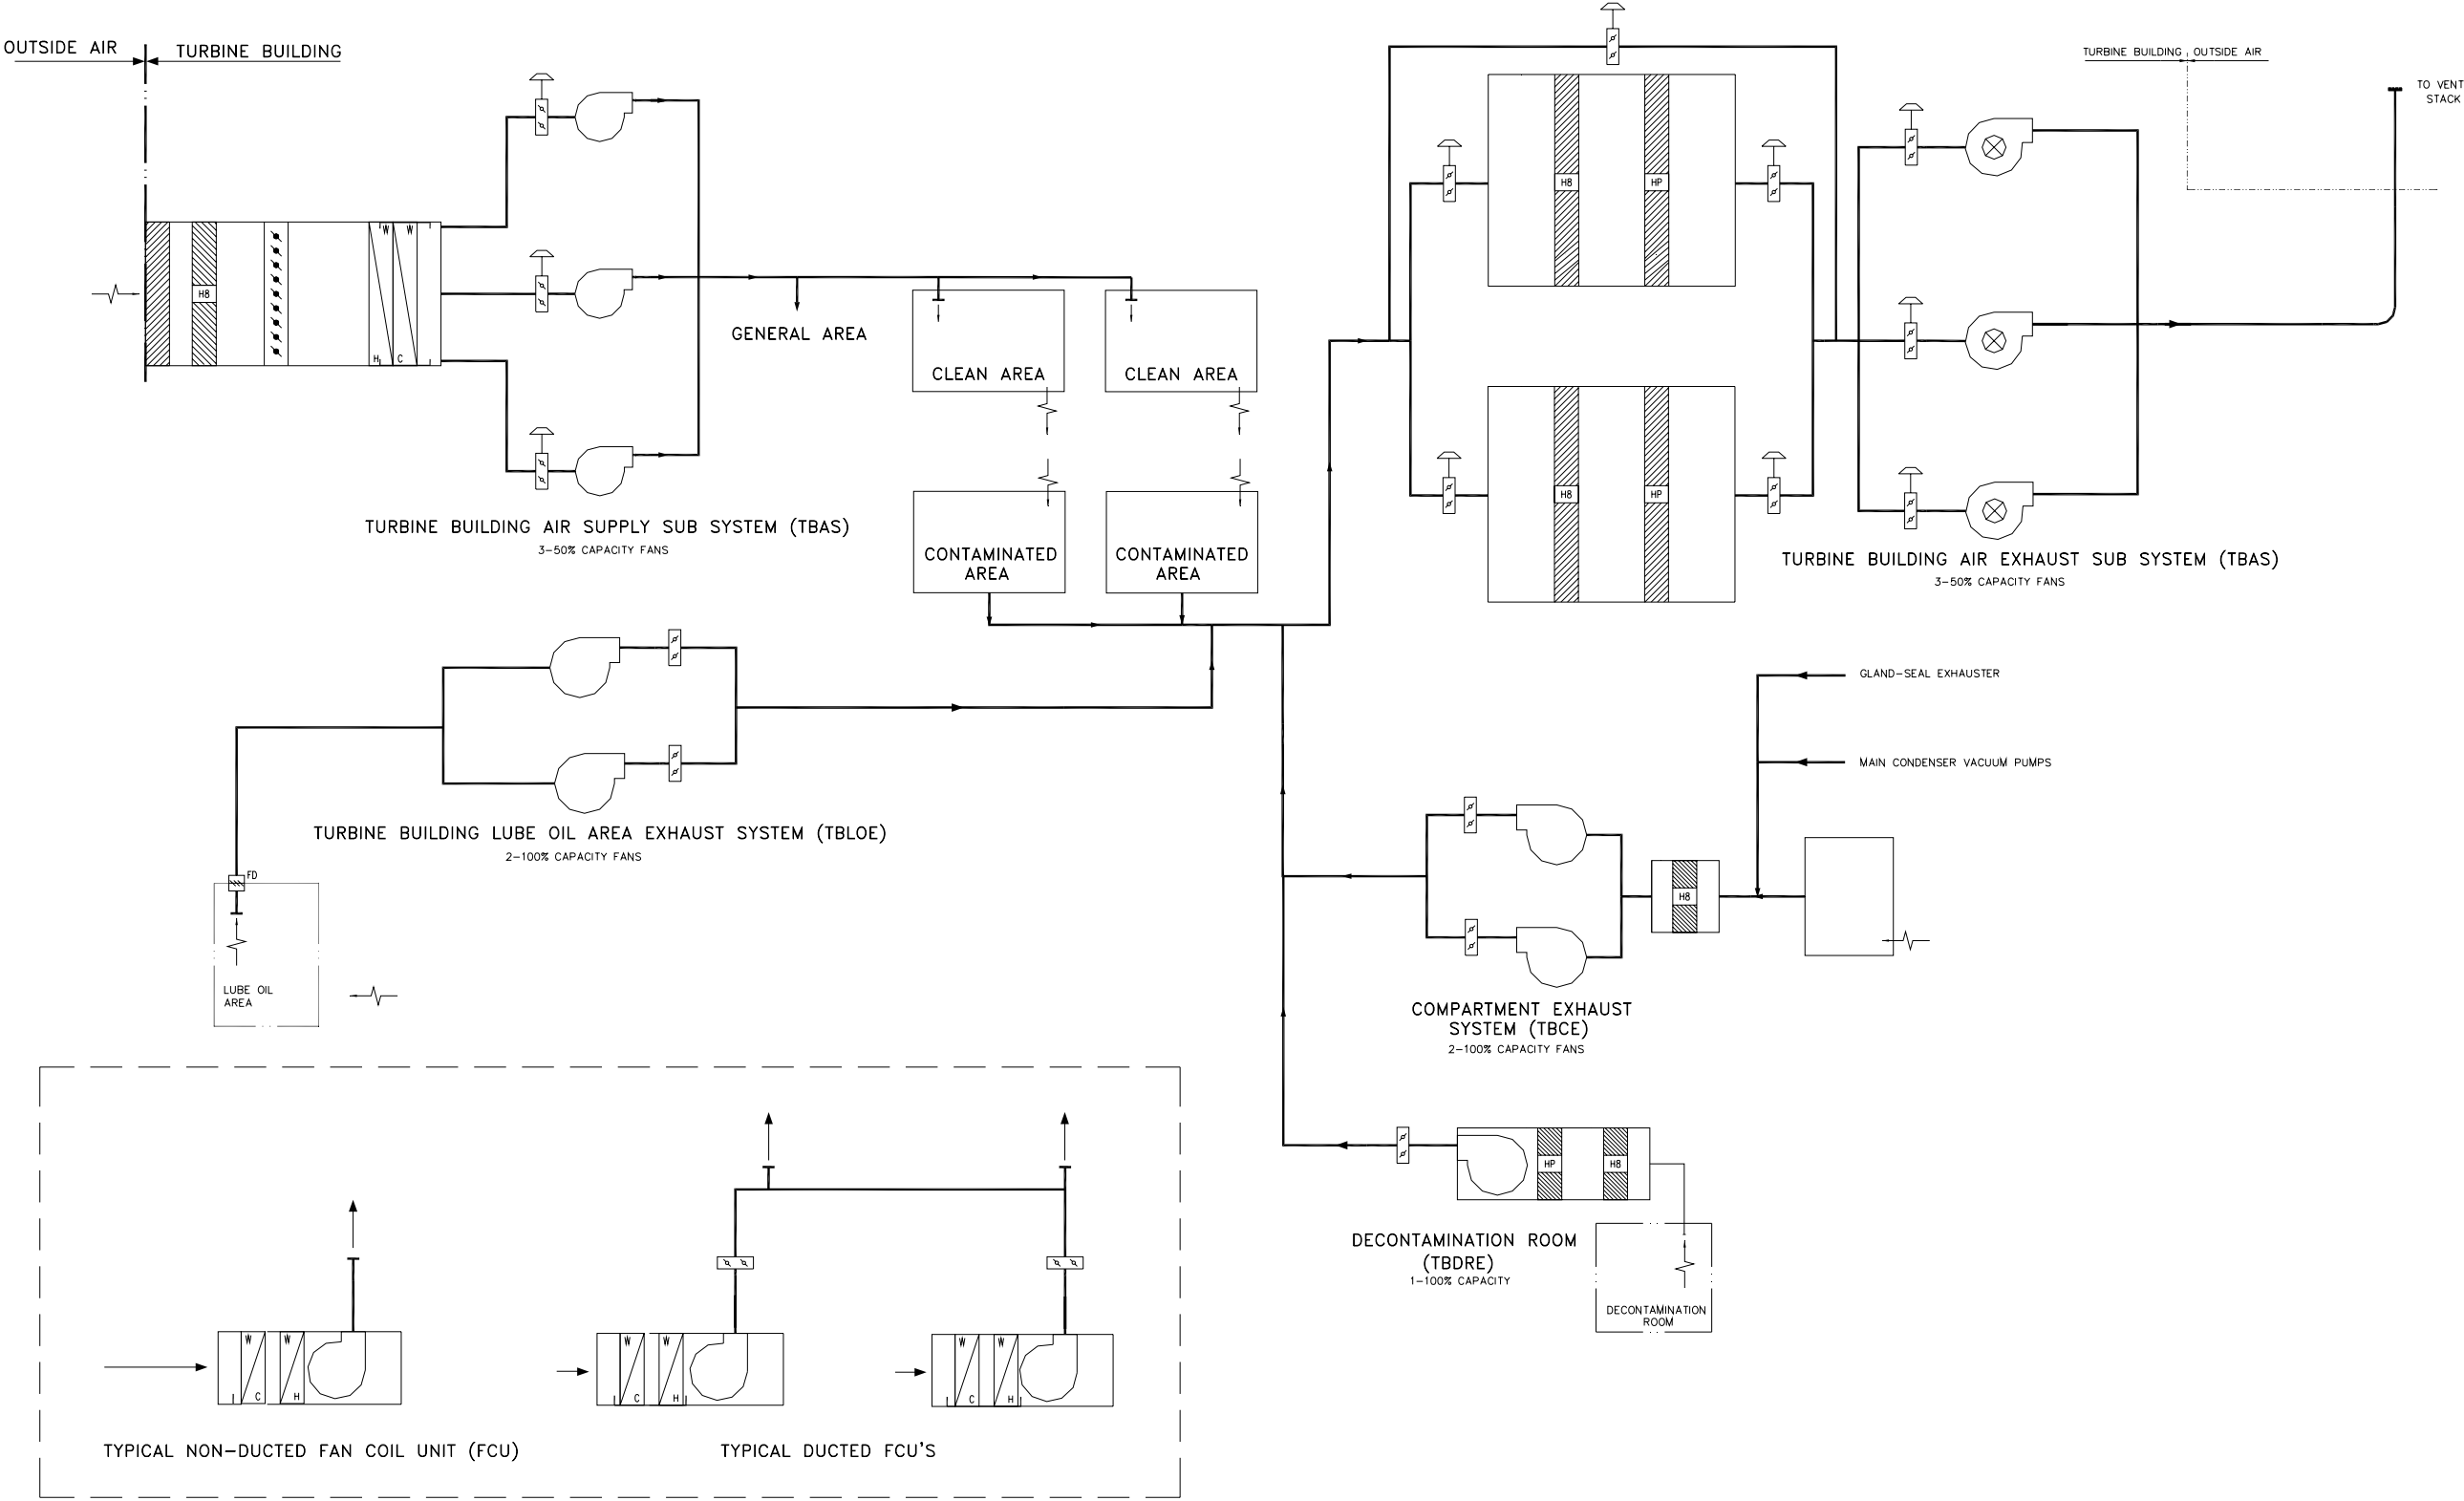 OUTSIDE AIR
TURBINE BUILDING
H8
W
W
H
C
TURBINE BUILDING AIR SUPPLY SUB SYSTEM (TBAS)
3-50% CAPACITY FANS
GENERAL AREA
CLEAN AREA
CLEAN AREA
CONTAMINATED
AREA
CONTAMINATED
AREA
H8
HP
H8
HP
TURBINE BUILDING
OUTSIDE AIR
TO VENT
STACK
TURBINE BUILDING AIR EXHAUST SUB SYSTEM (TBAS)
3-50% CAPACITY FANS
TURBINE BUILDING LUBE OIL AREA EXHAUST SYSTEM (TBLOE)
2-100% CAPACITY FANS
FD
LUBE OIL
AREA
GLAND-SEAL EXHAUSTER
MAIN CONDENSER VACUUM PUMPS
H8
COMPARTMENT EXHAUST
SYSTEM (TBCE)
2-100% CAPACITY FANS
HP
H8
DECONTAMINATION ROOM
(TBDRE)
1-100% CAPACITY
DECONTAMINATION
ROOM
W
W
C
H
W
W
C
H
W
W
C
H
TYPICAL NON-DUCTED FAN COIL UNIT (FCU)
TYPICAL DUCTED FCU'S